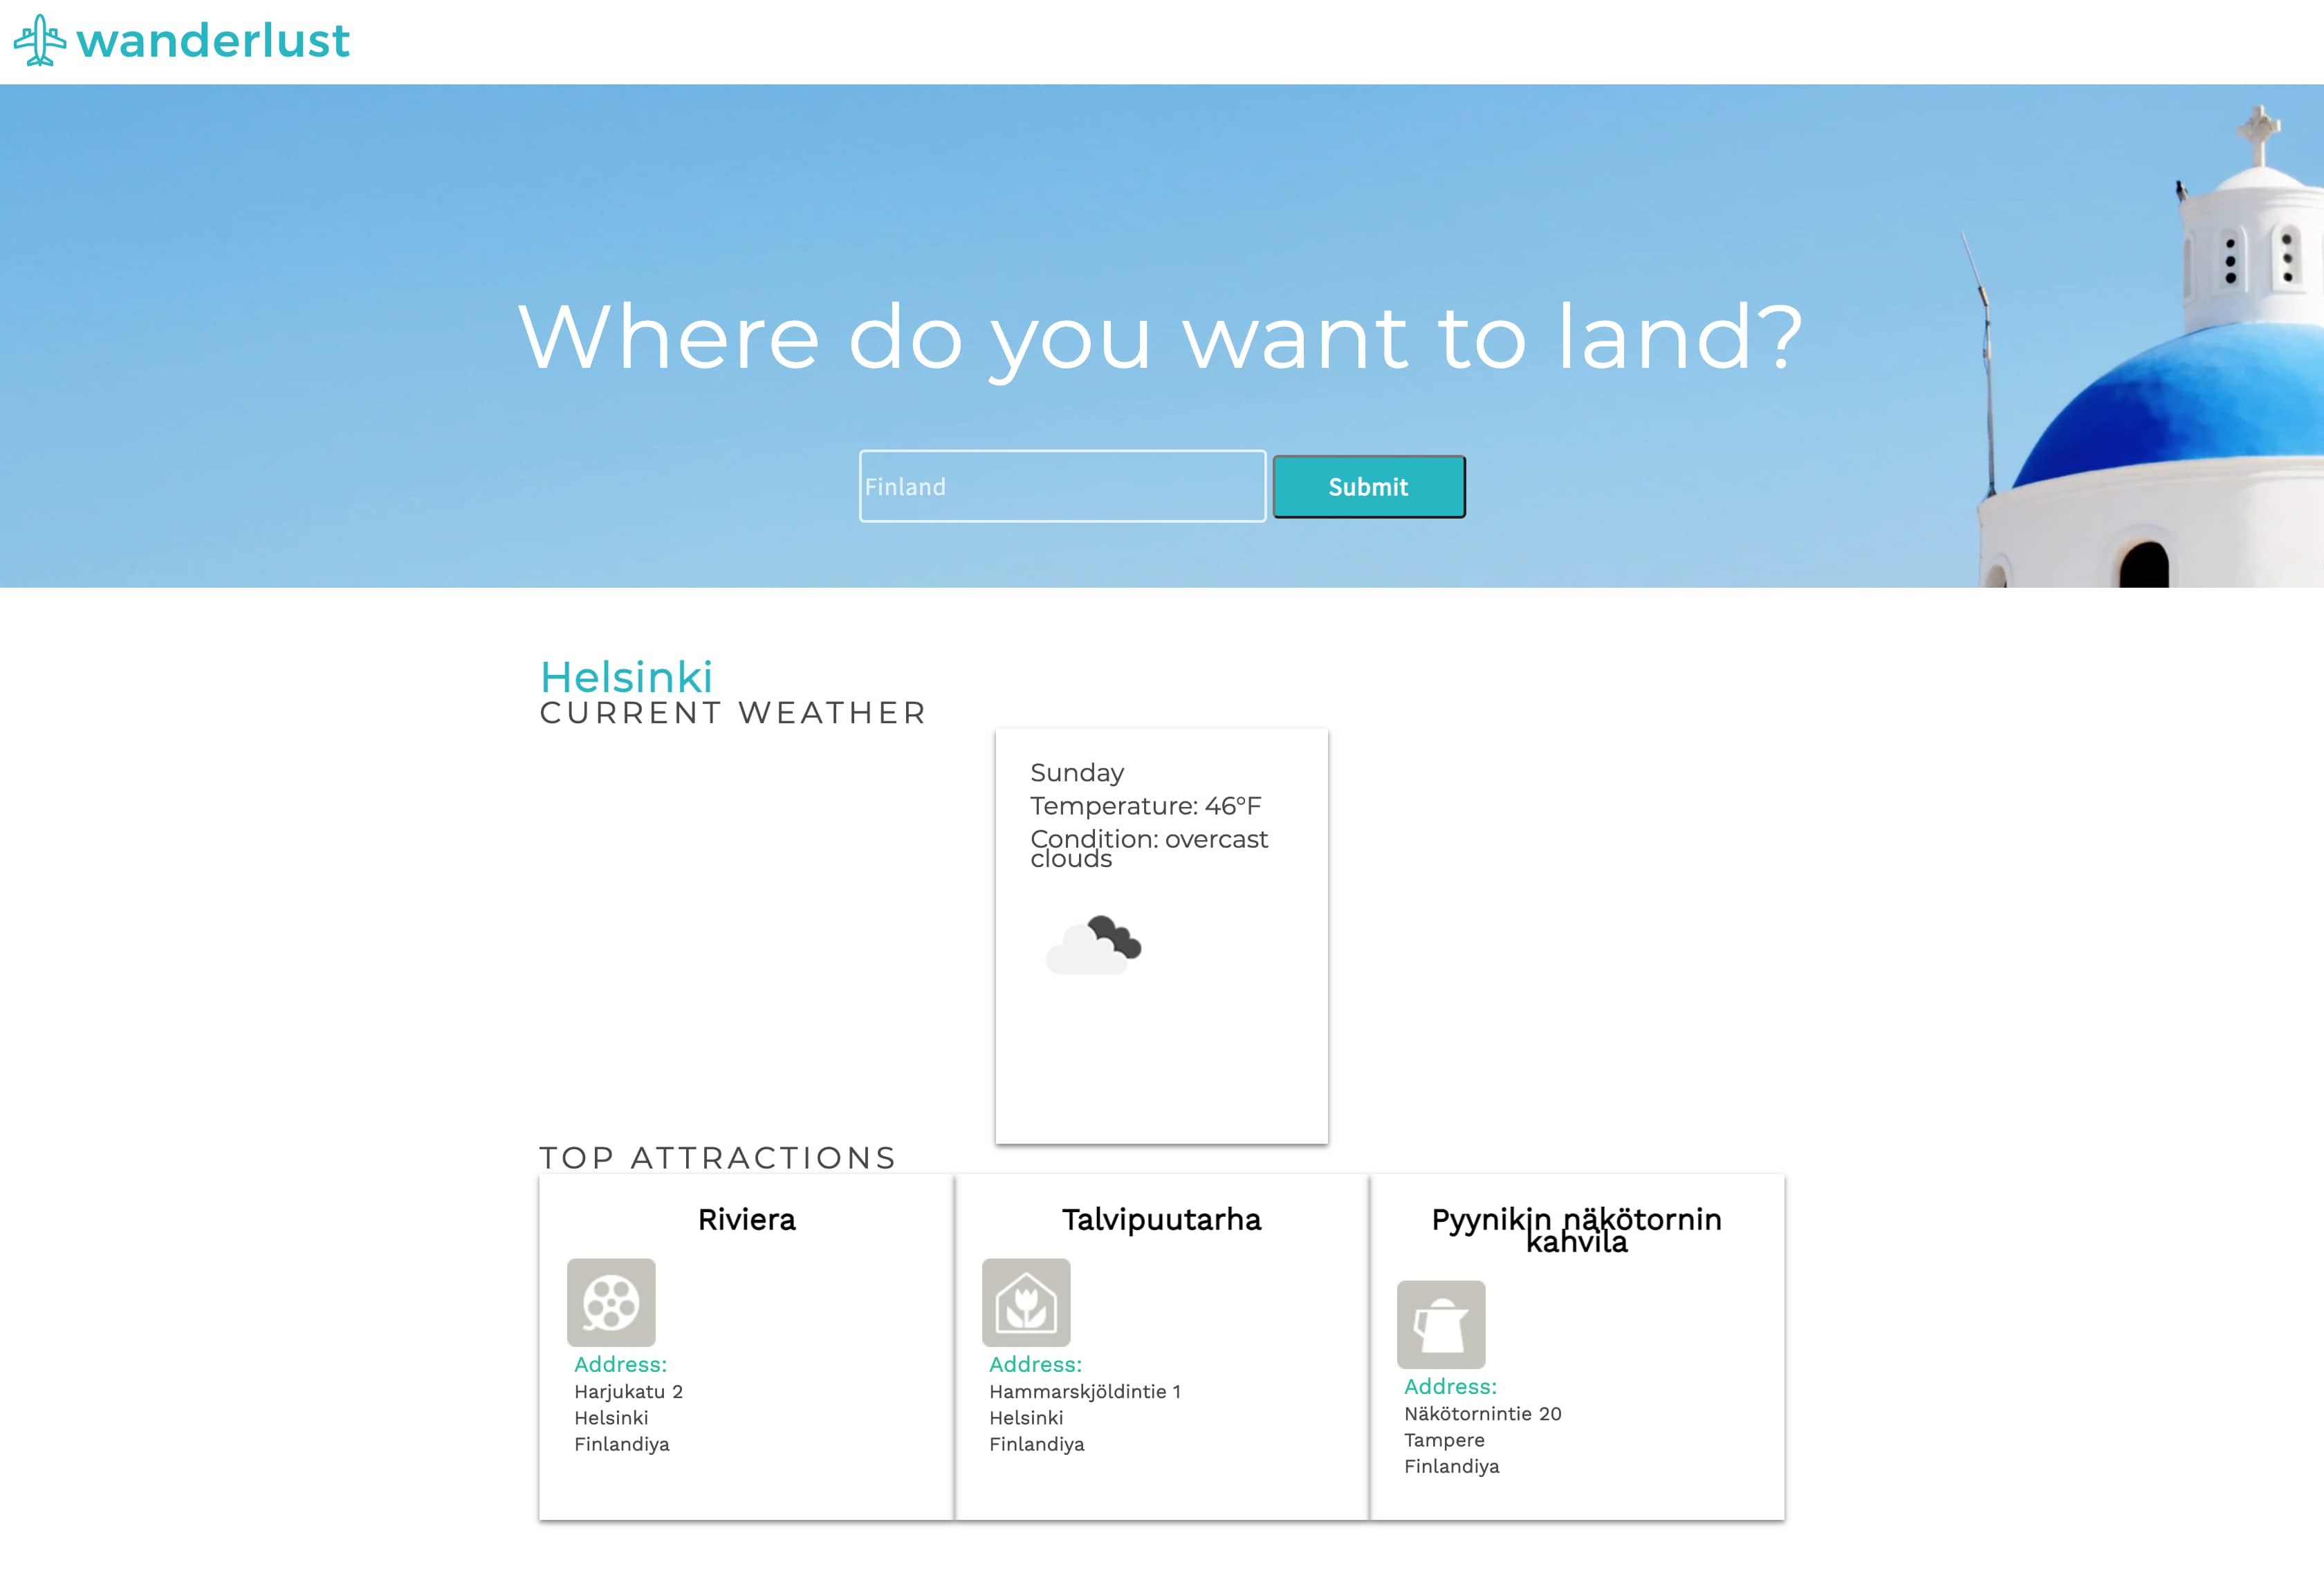 wanderlust
Where do you want to land?
Finland
Submit
Helsinki
CURRENT WEATHER
Sunday
Temperature: 46°F
Condition: overcast
clouds
TOP ATTRACTIONS
Riviera
Address:
Harjukatu 2
Helsinki
Finlandiya
Talvipuutarha
Address:
Hammarskjöldintie 1
Helsinki
Finlandiya
Pyynikin näkötornin
kahvila
Address:
Näkötornintie 20
Tampere
Finlandiya